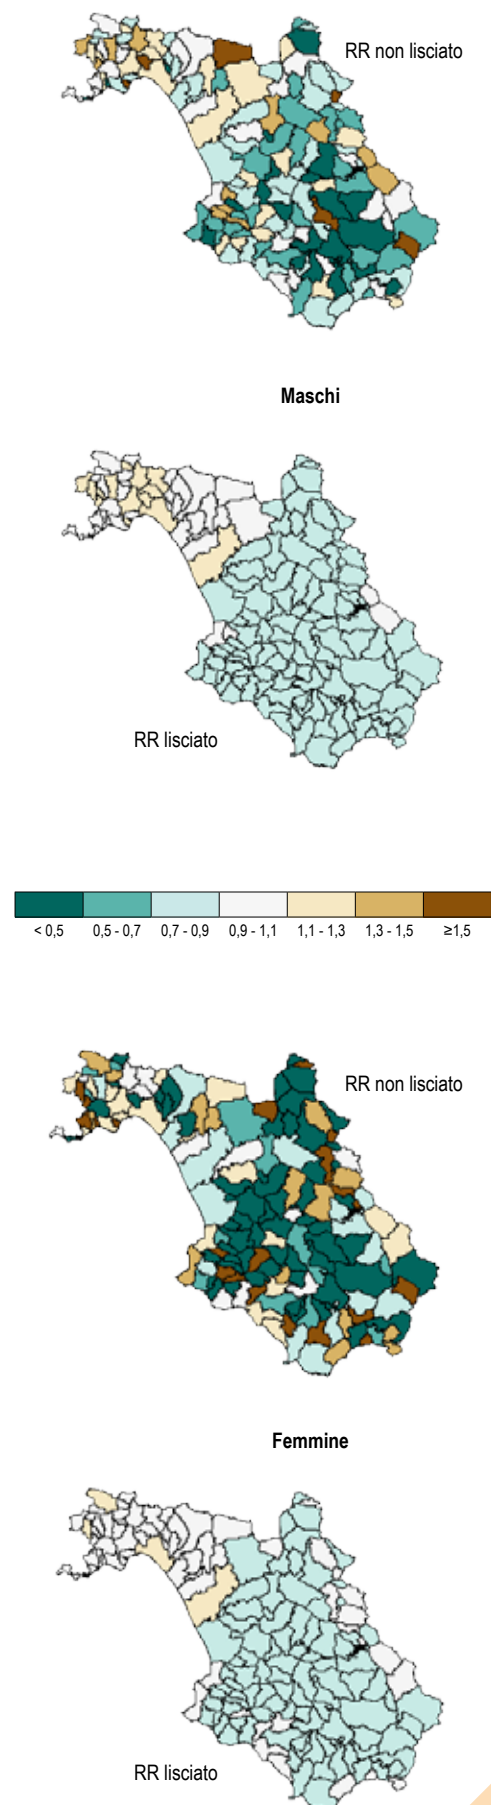 RR non lisciato
Maschi
RR lisciato
< 0,5 0,5 - 0,7 0,7 - 0,9 0,9 - 1,1 1,1 - 1,3 1,3 - 1,5 ≥1,5
RR non lisciato
Femmine
RR lisciato